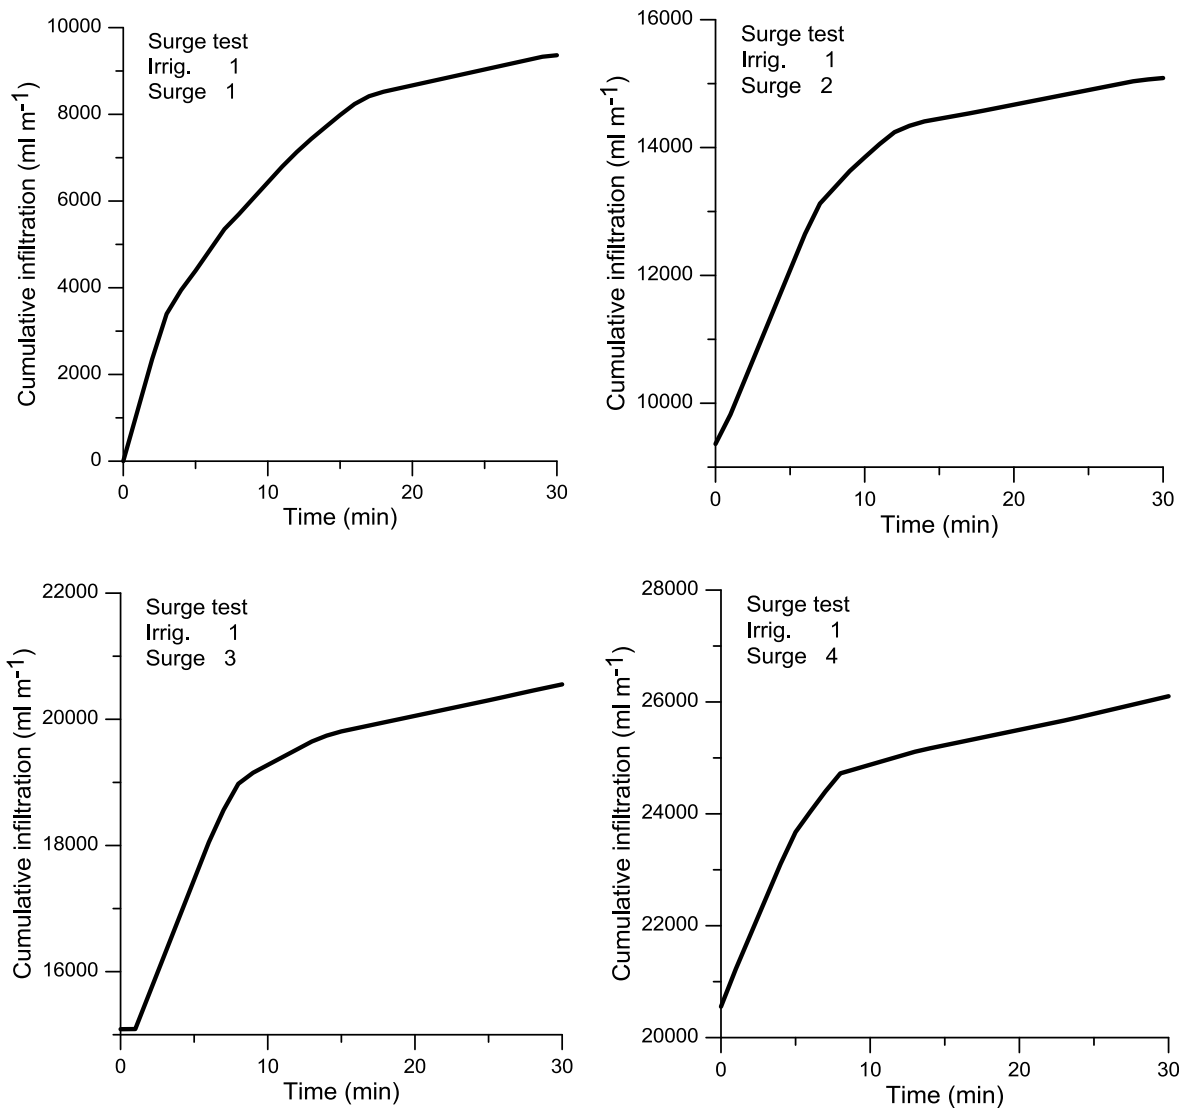 10000
8000
6000
4000
2000
0
Cumulative infiltration (ml m⁻¹)
Surge test
Irrig. 1
Surge 1
0 10 20 30
Time (min)
16000
14000
12000
10000
Cumulative infiltration (ml m⁻¹)
Surge test
Irrig. 1
Surge 2
0 10 20 30
Time (min)
22000
20000
18000
16000
Cumulative infiltration (ml m⁻¹)
Surge test
Irrig. 1
Surge 3
0 10 20 30
Time (min)
28000
26000
24000
22000
20000
Cumulative infiltration (ml m⁻¹)
Surge test
Irrig. 1
Surge 4
0 10 20 30
Time (min)